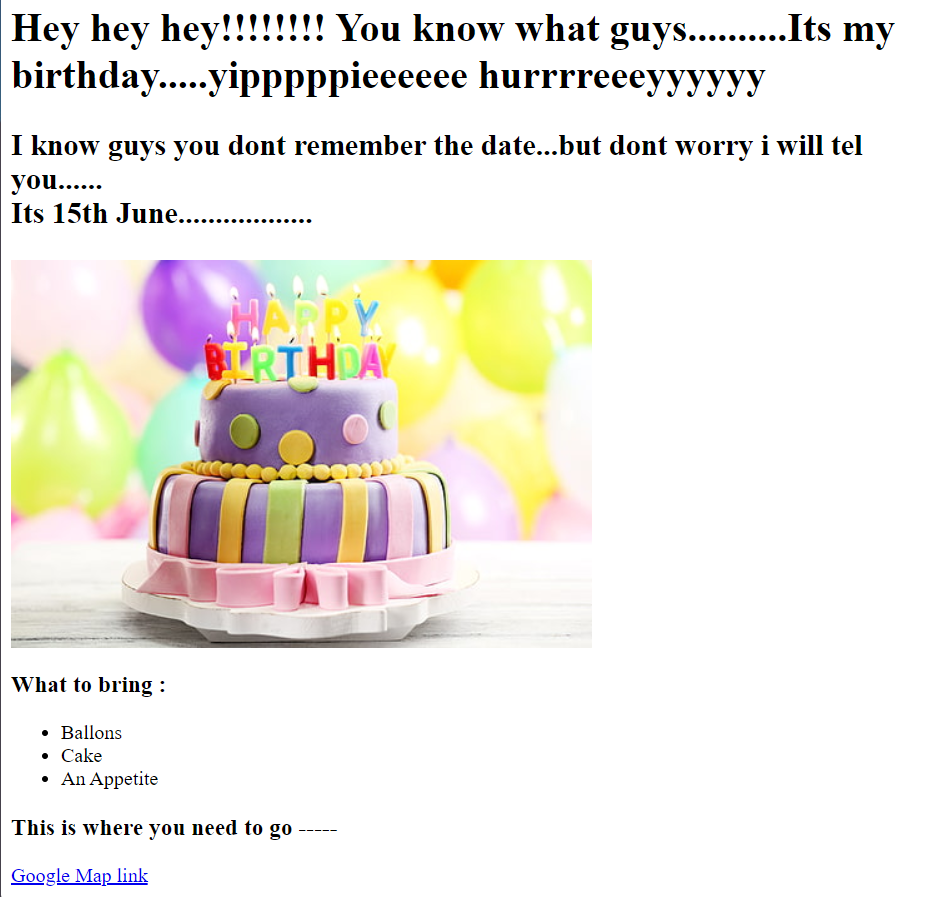 Hey hey hey!!!!!!!! You know what guys..........Its my
birthday.....yipppppieeeeee hurrrreeeyyyyyy
I know guys you dont remember the date...but dont worry i will tel
you......
Its 15th June..................
HAPPY
BIRTHDAY
What to bring :
• Ballons
• Cake
• An Appetite
This is where you need to go -----
Google Map link